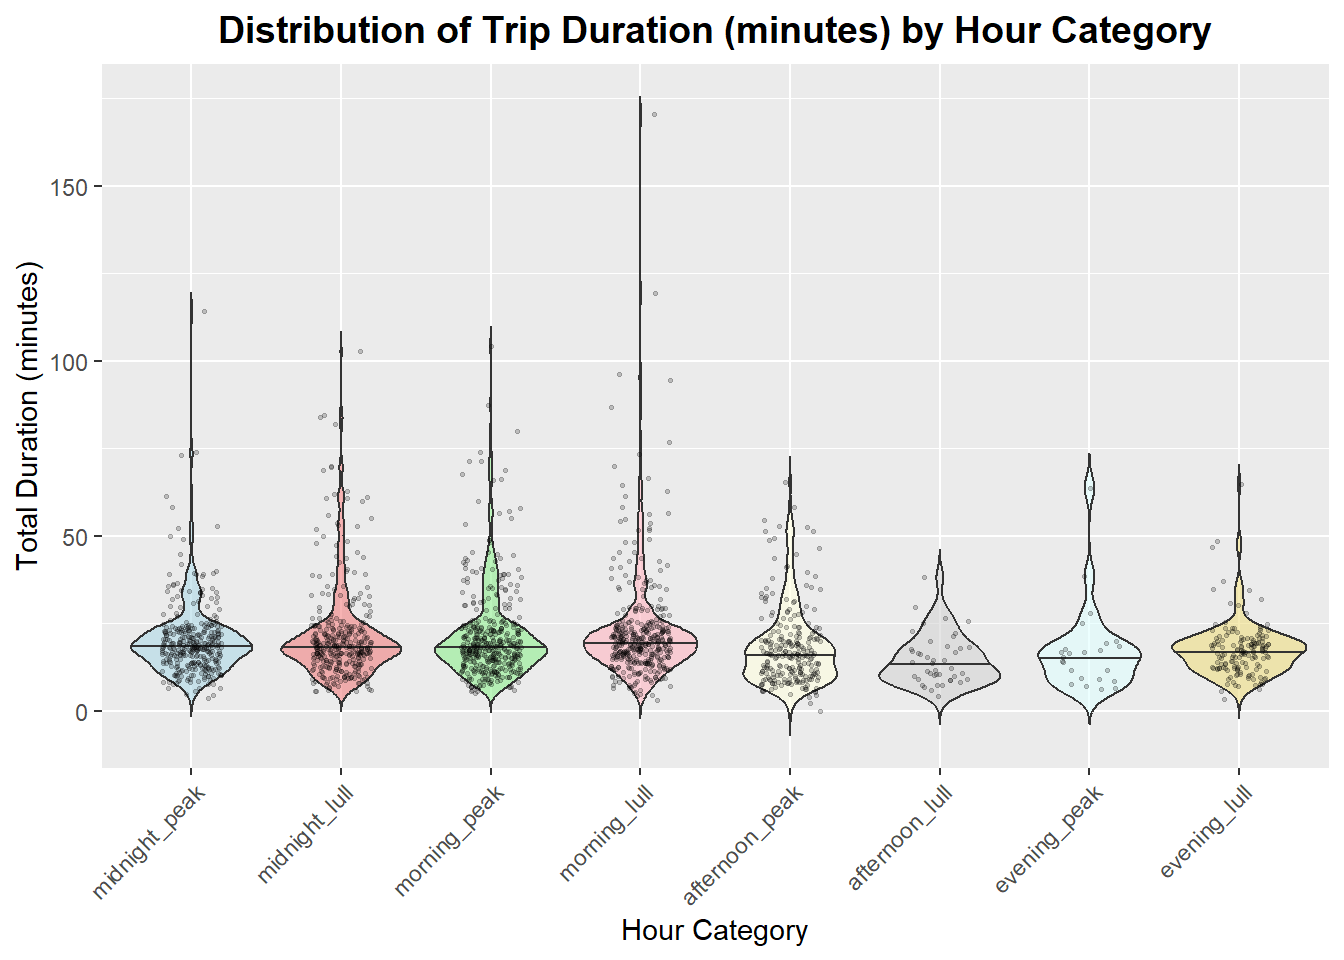 Distribution of Trip Duration (minutes) by Hour Category
Total Duration (minutes)
150
100
50
0
midnight_peak
midnight_lull
morning_peak
morning_lull
afternoon_peak
afternoon_lull
evening_peak
evening_lull
Hour Category